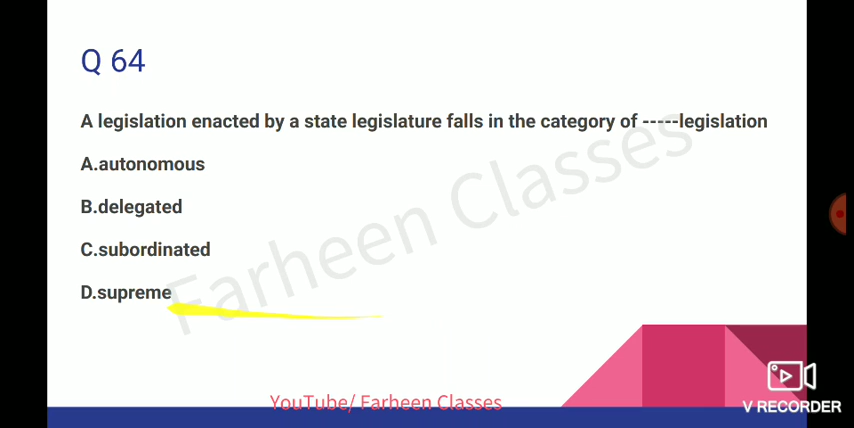 Q 64
A legislation enacted by a state legislature falls in the category of -----legislation
A.autonomous
B.delegated
C.subordinated
D.supreme
Farheen Classes
YouTube/ Farheen Classes
V RECORDER